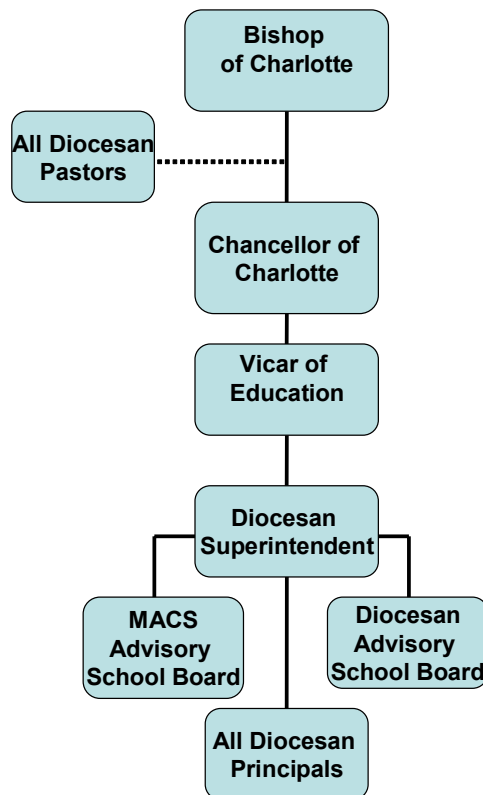 Bishop
of Charlotte
All Diocesan
Pastors
Chancellor of
Charlotte
Vicar of
Education
Diocesan
Superintendent
MACS
Advisory
School Board
Diocesan
Advisory
School Board
All Diocesan
Principals